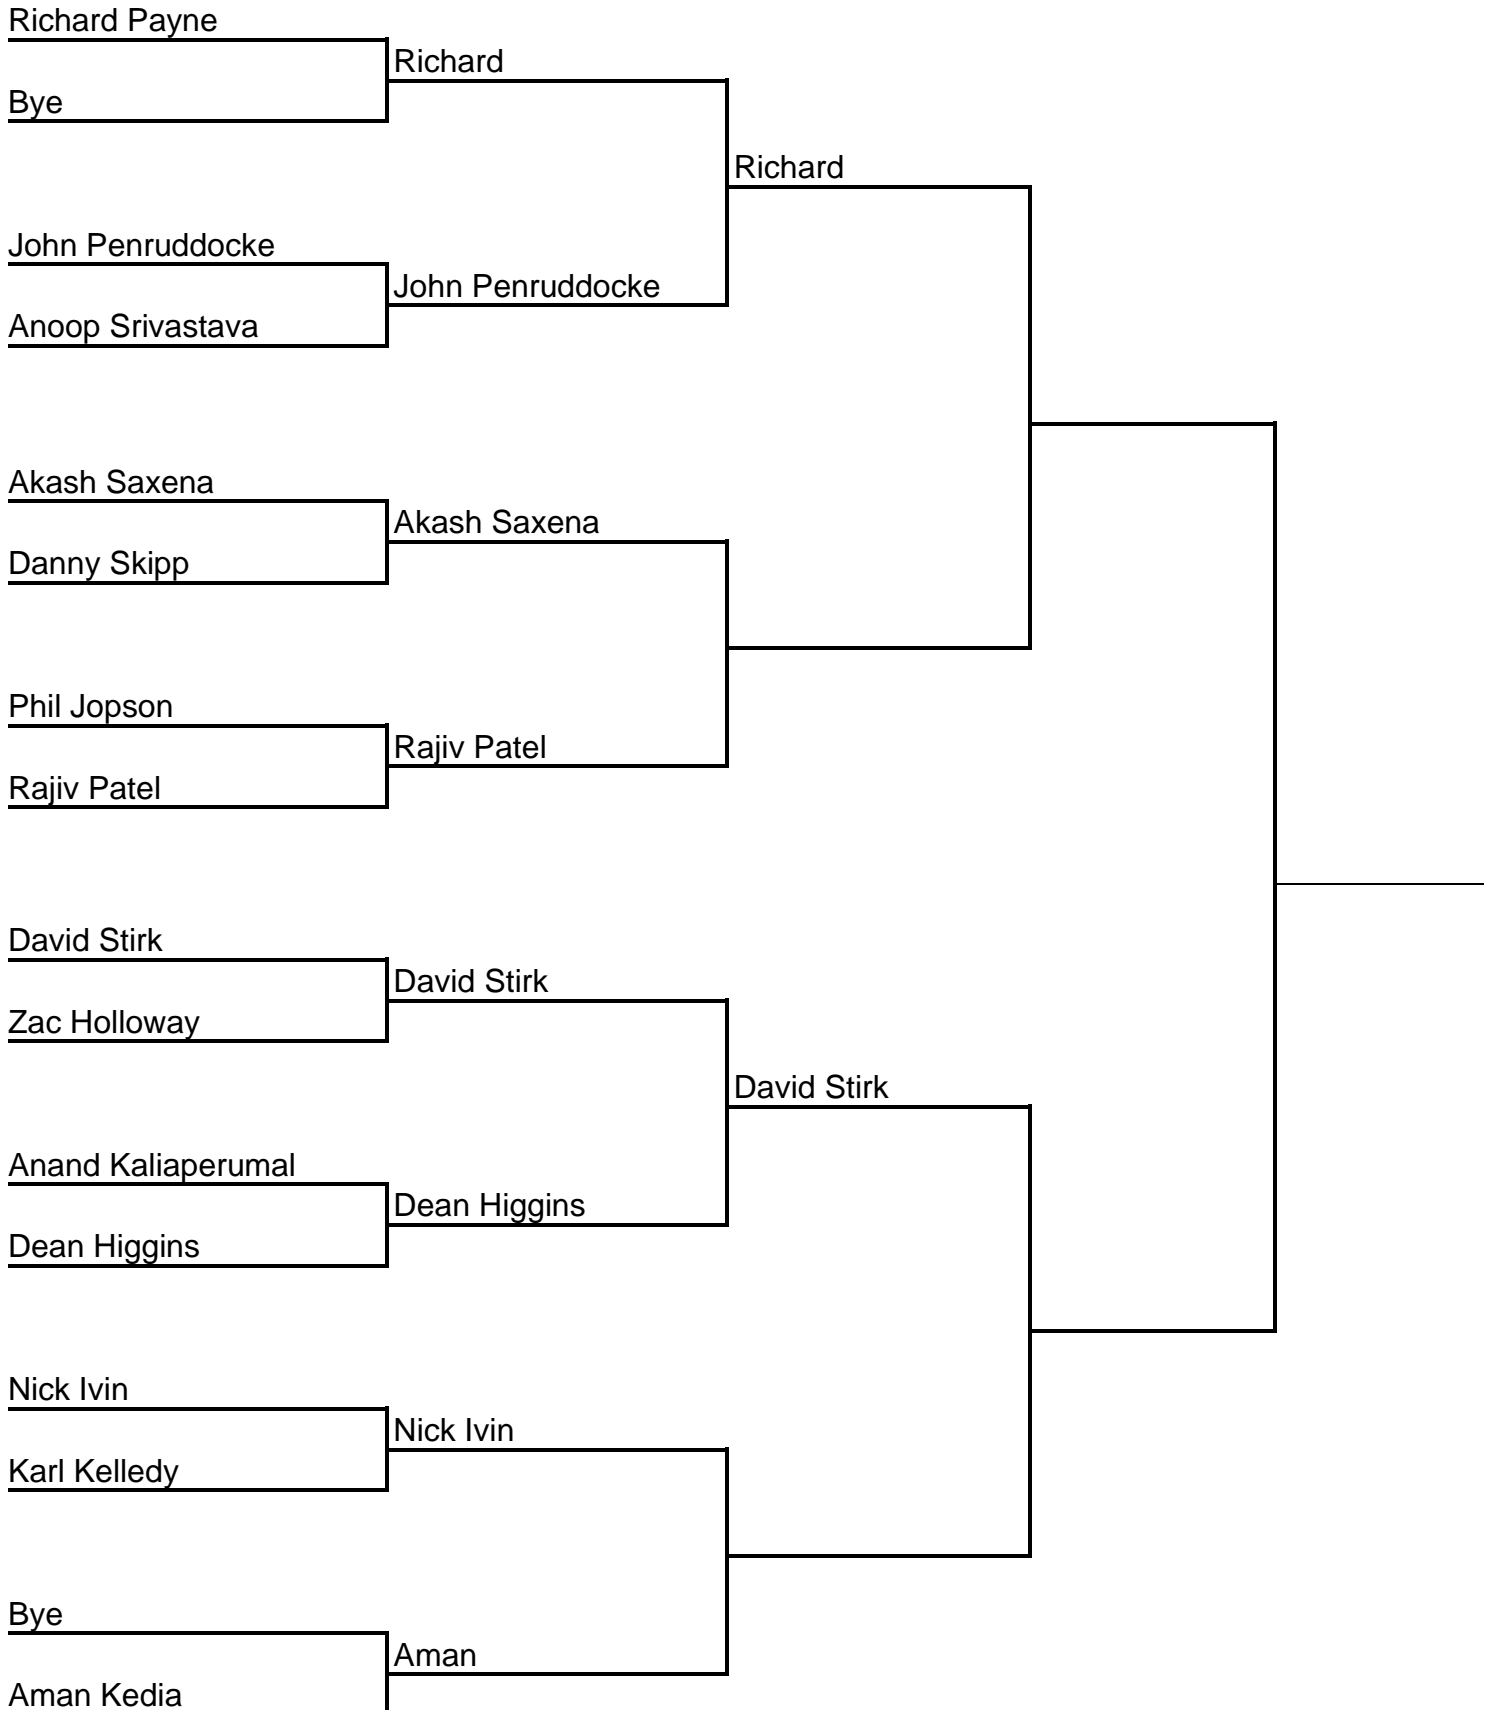 Richard Payne
Richard
Bye
Richard
John Penruddocke
John Penruddocke
Anoop Srivastava
Akash Saxena
Akash Saxena
Danny Skipp
Phil Jopson
Rajiv Patel
Rajiv Patel
David Stirk
David Stirk
Zac Holloway
David Stirk
Anand Kaliaperumal
Dean Higgins
Dean Higgins
Nick Ivin
Nick Ivin
Karl Kelledy
Bye
Aman
Aman Kedia